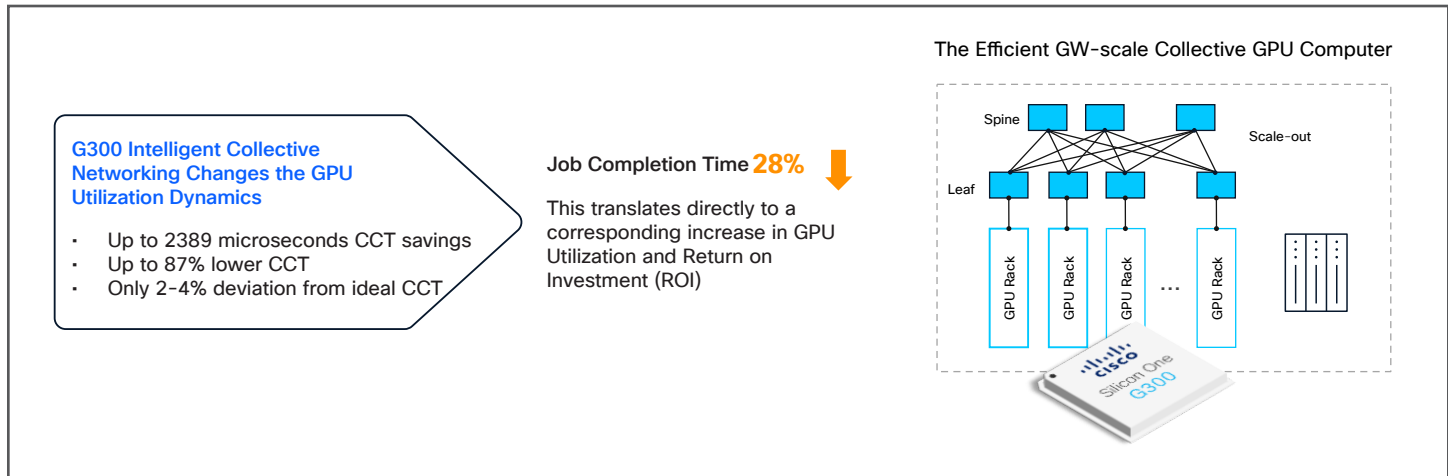 The Efficient GW-scale Collective GPU Computer
G300 Intelligent Collective
Networking Changes the GPU
Utilization Dynamics
· Up to 2389 microseconds CCT savings
· Up to 87% lower CCT
· Only 2-4% deviation from ideal CCT
Job Completion Time 28%
This translates directly to a
corresponding increase in GPU
Utilization and Return on
Investment (ROI)
Spine
Scale-out
Leaf
GPU Rack
GPU Rack
GPU Rack
...
GPU Rack
CISCO
Silicon One
G300